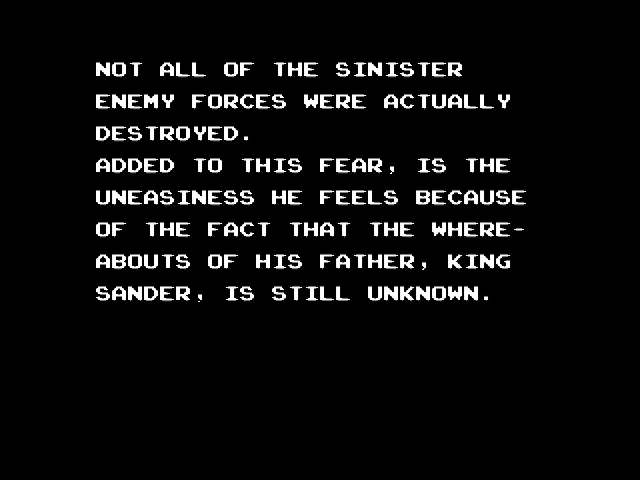 NOT ALL OF THE SINISTER
ENEMY FORCES WERE ACTUALLY
DESTROYED.
ADDED TO THIS FEAR, IS THE
UNEASINESS HE FEELS BECAUSE
OF THE FACT THAT THE WHERE-
ABOUTS OF HIS FATHER, KING
SANDER, IS STILL UNKNOWN.